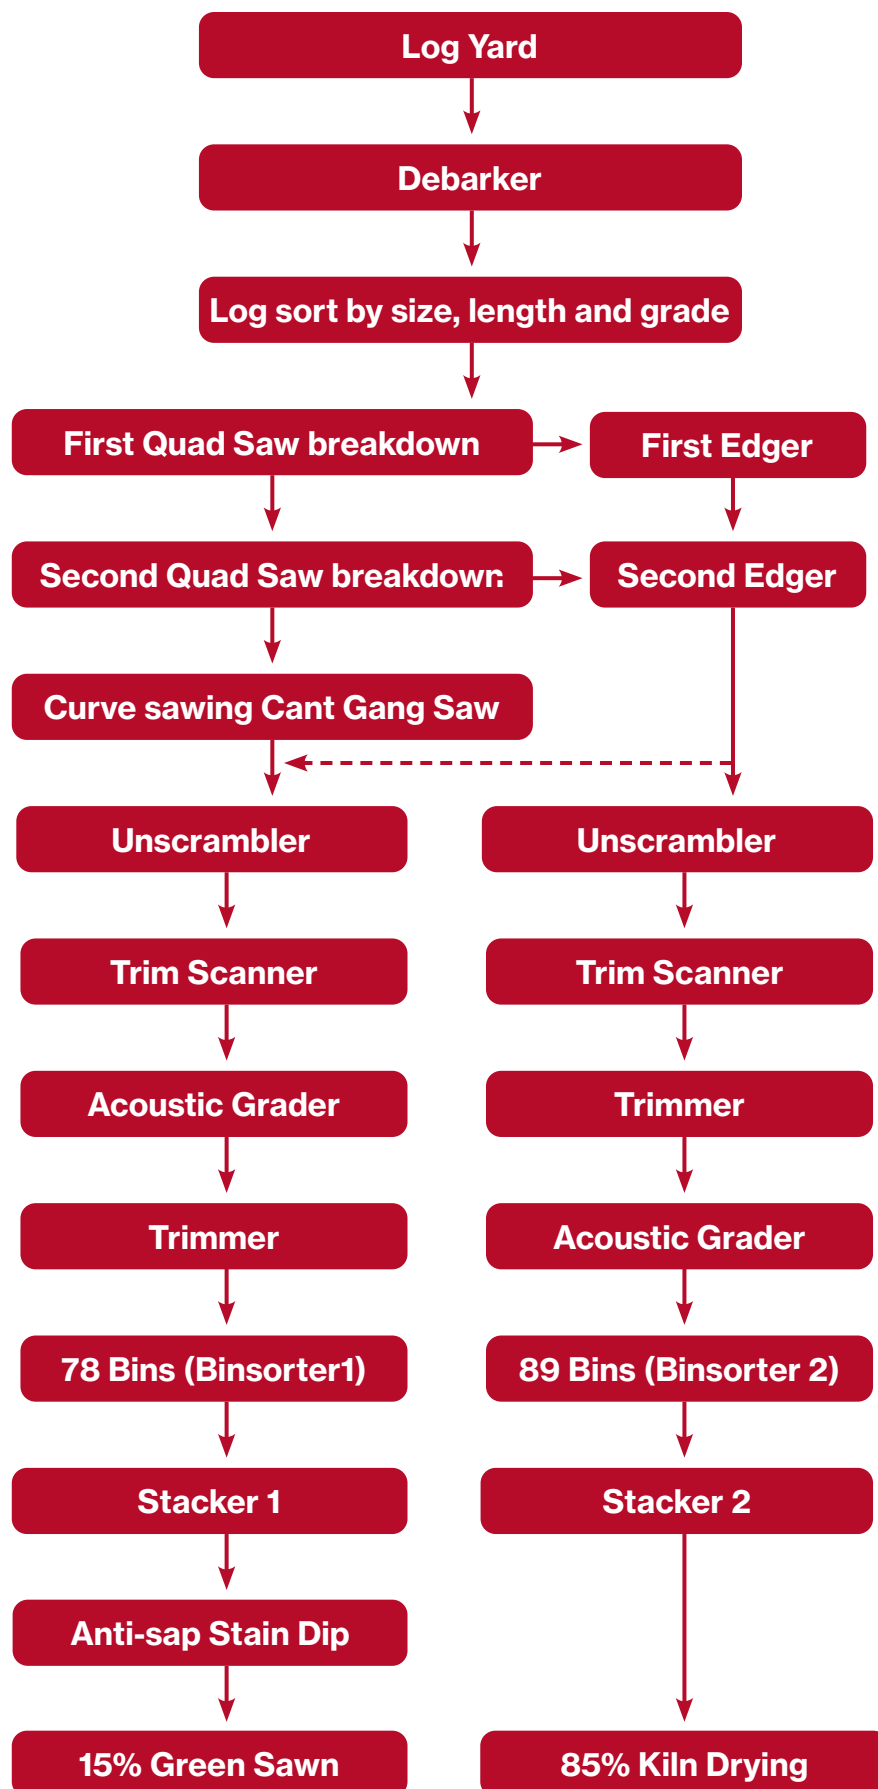 Log Yard
Debarker
Log sort by size, length and grade
First Quad Saw breakdown
First Edger
Second Quad Saw breakdown:
Second Edger
Curve sawing Cant Gang Saw
Unscrambler
Unscrambler
Trim Scanner
Trim Scanner
Acoustic Grader
Trimmer
Trimmer
Acoustic Grader
78 Bins (Binsorter1)
89 Bins (Binsorter 2)
Stacker 1
Stacker 2
Anti-sap Stain Dip
15% Green Sawn
85% Kiln Drying